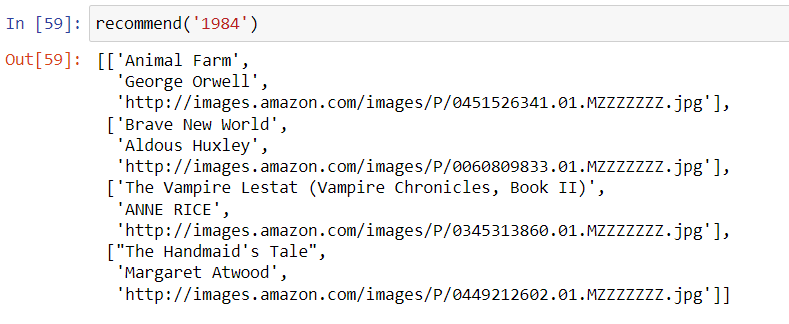 In [59]: recommend('1984')
Out[59]: [['Animal Farm',
'George Orwell',
'http://images.amazon.com/images/P/0451526341.01.MZZZZZZZ.jpg'],
['Brave New World',
'Aldous Huxley',
'http://images.amazon.com/images/P/0060809833.01.MZZZZZZZ.jpg'],
['The Vampire Lestat (Vampire Chronicles, Book II)',
'ANNE RICE',
'http://images.amazon.com/images/P/0345313860.01.MZZZZZZZ.jpg'],
["The Handmaid's Tale",
'Margaret Atwood',
'http://images.amazon.com/images/P/0449212602.01.MZZZZZZZ.jpg']]